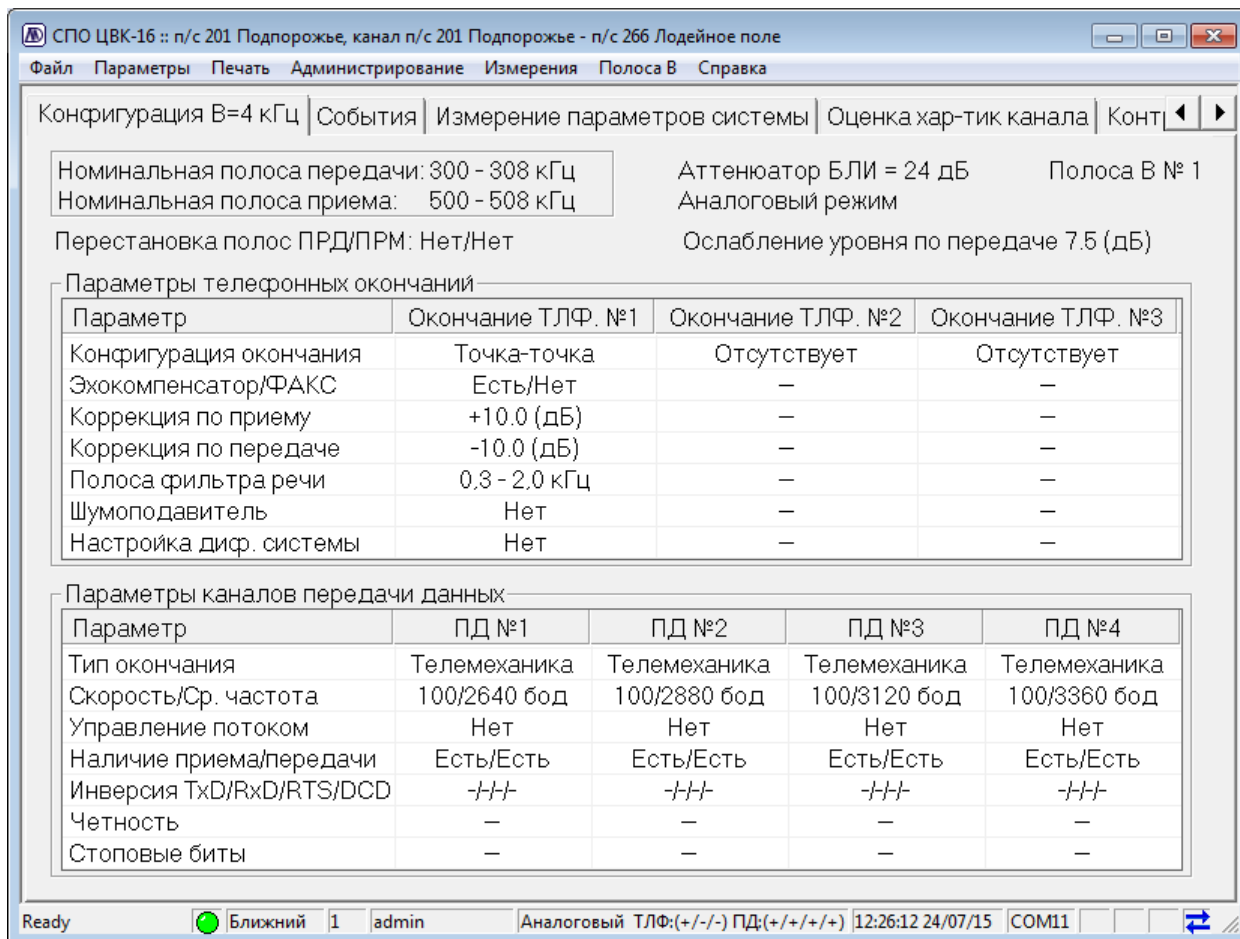 СПО ЦВК-16 :: п/с 201 Подпорожье, канал п/с 201 Подпорожье - п/с 266 Лодейное поле
Файл Параметры Печать Администрирование Измерения Полоса В Справка
Конфигурация В=4 кГц События Измерение параметров системы Оценка хар-тик канала Конт
Номинальная полоса передачи: 300 - 308 кГц Аттенюатор БЛИ = 24 дБ Полоса В № 1
Номинальная полоса приема: 500 - 508 кГц Аналоговый режим
Перестановка полос ПРД/ПРМ: Нет/Нет Ослабление уровня по передаче 7.5 (дБ)
Параметры телефонных окончаний
Параметр Окончание ТЛФ. №1 Окончание ТЛФ. №2 Окончание ТЛФ. №3
Конфигурация окончания Точка-точка Отсутствует Отсутствует
Эхокомпенсатор/ФАКС Есть/Нет — —
Коррекция по приему +10.0 (дБ) — —
Коррекция по передаче -10.0 (дБ) — —
Полоса фильтра речи 0,3 - 2,0 кГц — —
Шумоподавитель Нет — —
Настройка диф. системы Нет — —
Параметры каналов передачи данных
Параметр ПД №1 ПД №2 ПД №3 ПД №4
Тип окончания Телемеханика Телемеханика Телемеханика Телемеханика
Скорость/Ср. частота 100/2640 бод 100/2880 бод 100/3120 бод 100/3360 бод
Управление потоком Нет Нет Нет Нет
Наличие приема/передачи Есть/Есть Есть/Есть Есть/Есть Есть/Есть
Инверсия TxD/RxD/RTS/DCD -/-/-/- -/-/-/- -/-/-/- -/-/-/-
Четность — — — —
Стоповые биты — — — —
Ready Ближний 1 admin Аналоговый ТЛФ:(+/-/-) ПД:(+/+/+/+) 12:26:12 24/07/15 COM11